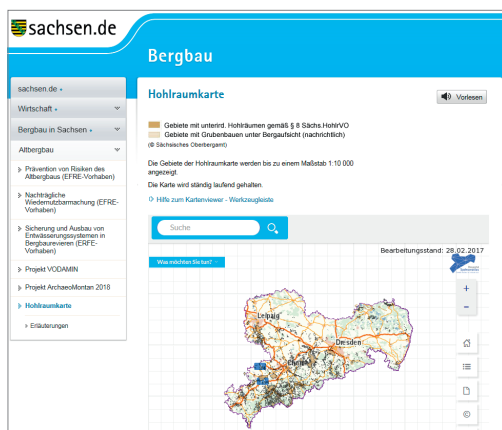 sachsen.de
Bergbau
sachsen.de
Wirtschaft
Bergbau in Sachsen
Altbergbau
Prävention von Risiken des
Altbergbaus (EFRE-Vorhaben)
Nachträgliche
Wiedernutzbarmachung (EFRE-
Vorhaben)
Sicherung und Ausbau von
Entwässerungssystemen in
Bergbaurevieren (ERFE-
Vorhaben)
Projekt VODAMIN
Projekt ArchaeoMontan 2018
Hohlraumkarte
Erläuterungen
Hohlraumkarte
Vorlesen
Gebiete mit unterird. Hohlräumen gemäß § 8 Sächs.HohlrVO
Gebiete mit Grubenbauen unter Bergaufsicht (nachrichtlich)
(© Sächsisches Oberbergamt)
Die Gebiete der Hohlraumkarte werden bis zu einem Maßstab 1:10 000
angezeigt.
Die Karte wird ständig laufend gehalten.
Hilfe zum Kartenviewer - Werkzeugleiste
Suche
Bearbeitungsstand: 28.02.2017
Was möchten Sie tun?
+
−
Leipzig
Dresden
©